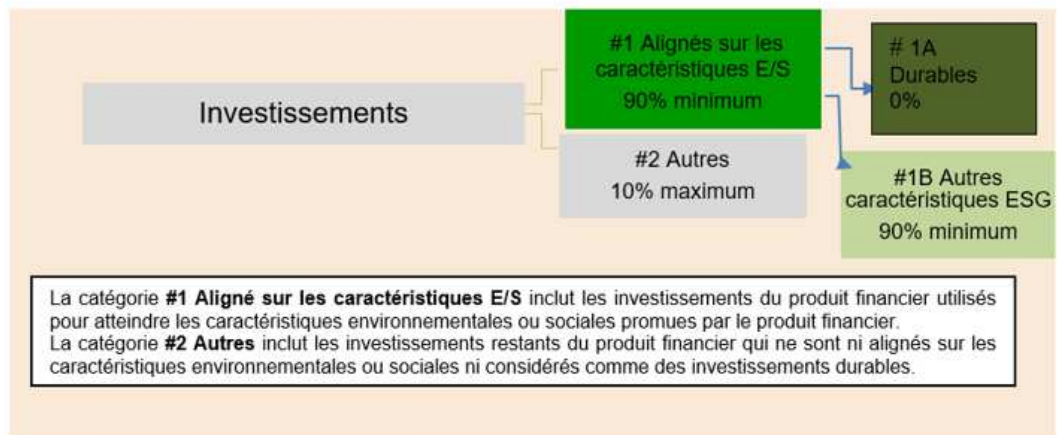 Investissements
#1 Alignés sur les
caractéristiques E/S
90% minimum
# 1A
Durables
0%
#2 Autres
10% maximum
#1B Autres
caractéristiques ESG
90% minimum
La catégorie #1 Aligné sur les caractéristiques E/S inclut les investissements du produit financier utilisés
pour atteindre les caractéristiques environnementales ou sociales promues par le produit financier.
La catégorie #2 Autres inclut les investissements restants du produit financier qui ne sont ni alignés sur les
caractéristiques environnementales ou sociales ni considérés comme des investissements durables.